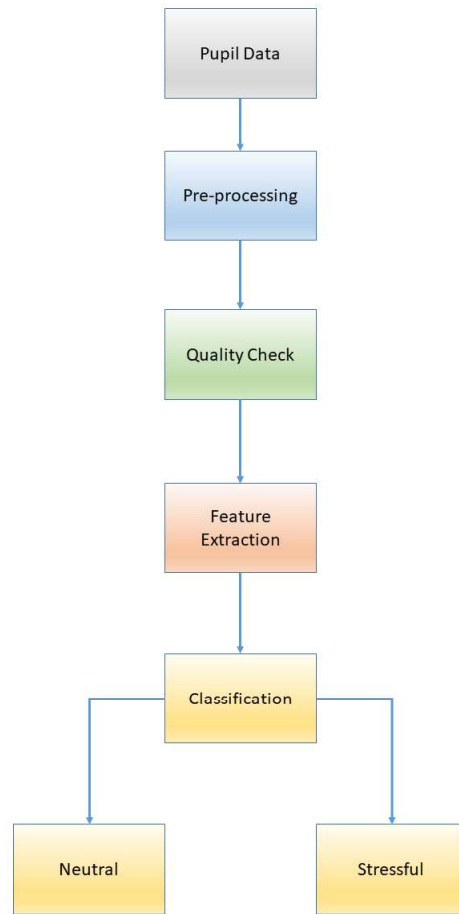 Pupil Data
Pre-processing
Quality Check
Feature
Extraction
Classification
Neutral
Stressful